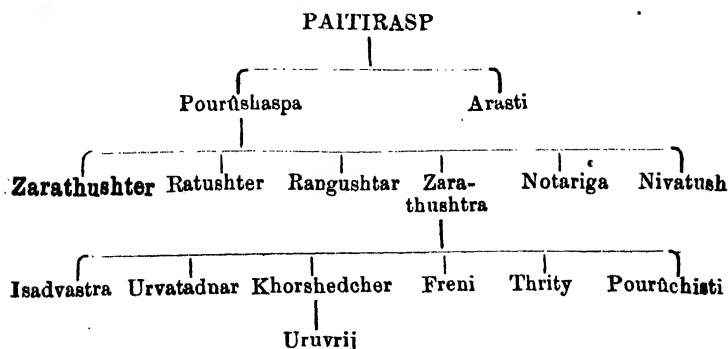 PAITIRASP
Pourûshaspa Arasti
Zarathushter Ratushter Rangushtar Zara-
thushtra Notariga Nivatush
Isadvastra Urvatadnar Khorshedcher Freni Thrity Pourûchisti
Uruvrij